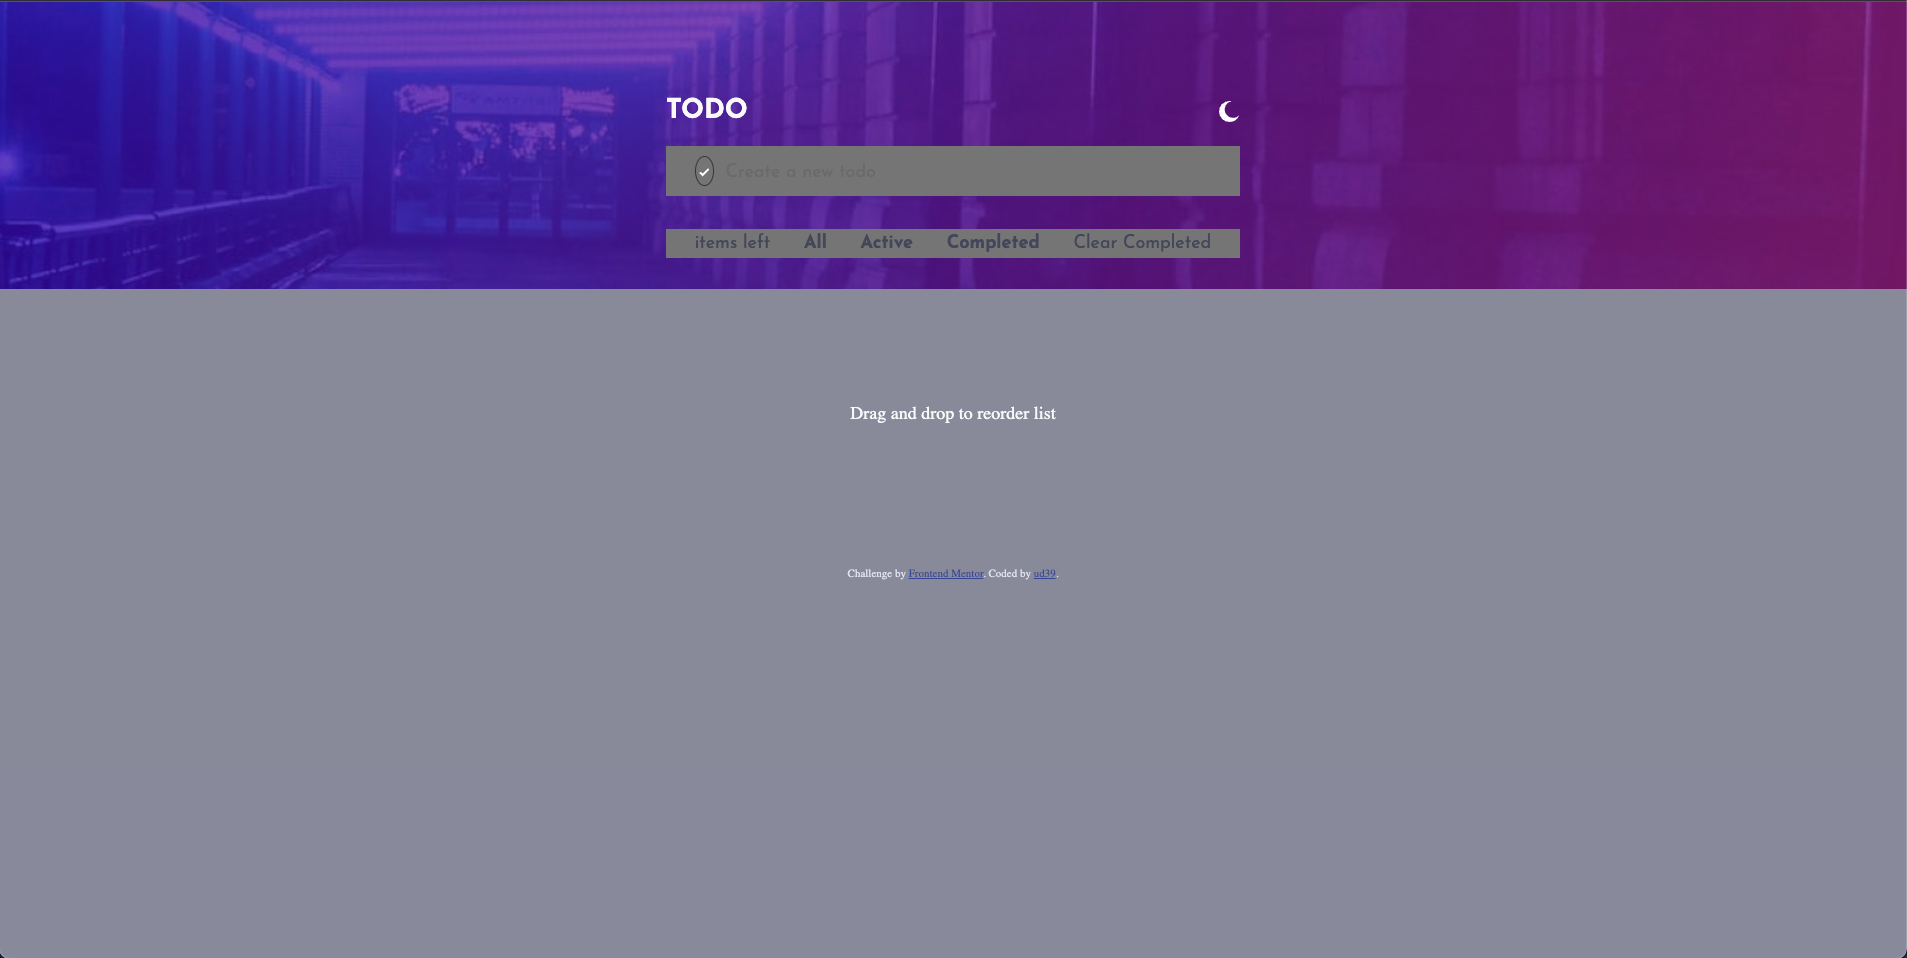 TODO
Create a new todo
items left All Active Completed Clear Completed
Drag and drop to reorder list
Challenge by Frontend Mentor. Coded by ud39.